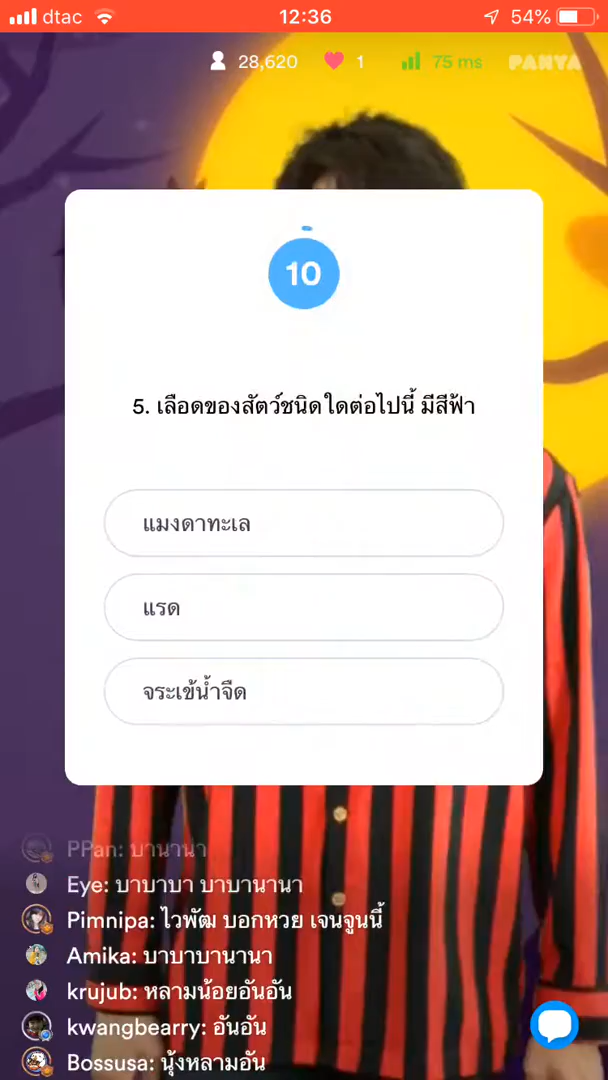 dtac 12:36 54%
28,620 1 75 ms PANYA
10
5. เลือดของสัตว์ชนิดใดต่อไปนี้ มีสีฟ้า
แมงดาทะเล
แรด
จระเข้น้ำจืด
PPan: บานานา
Eye: บาบาบา บาบานานา
Pimnipa: ไวพัฒ บอกหวย เจนจูนนี้
Amika: บาบาบานานา
krujub: หลามน้อยอันอัน
kwangbearry: อันอัน
Bossusa: นุ้งหลามอัน